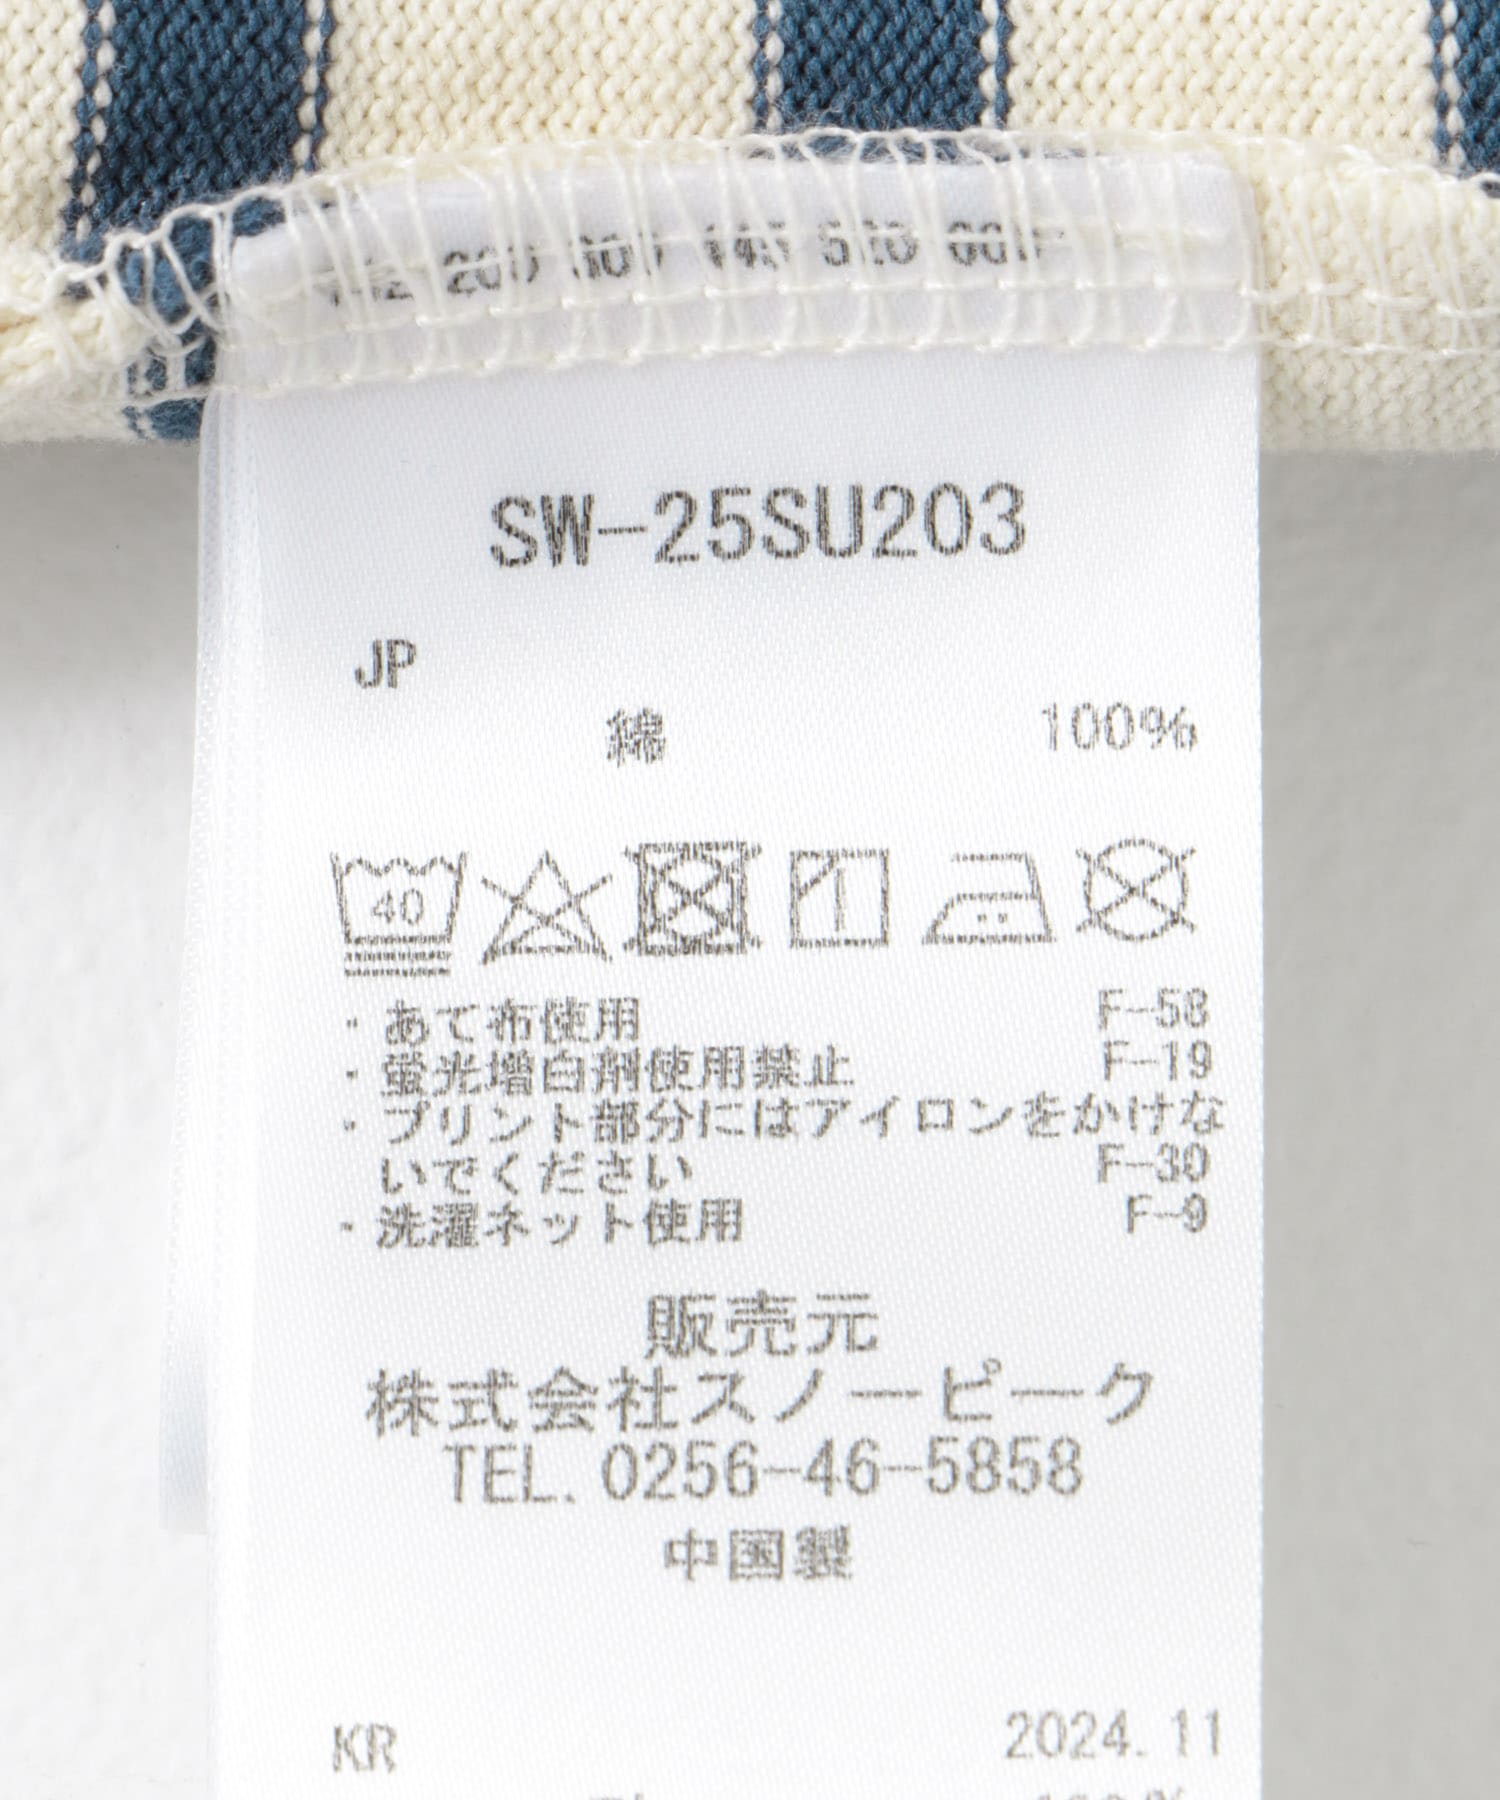 SW-25SU203
JP
綿 100%
40
・あて布使用 F-58
・蛍光増白剤使用禁止 F-19
・プリント部分にはアイロンをかけな
いでください F-30
・洗濯ネット使用 F-9
販売元
株式会社スノーピーク
TEL. 0256-46-5858
中国製
KR 2024.11